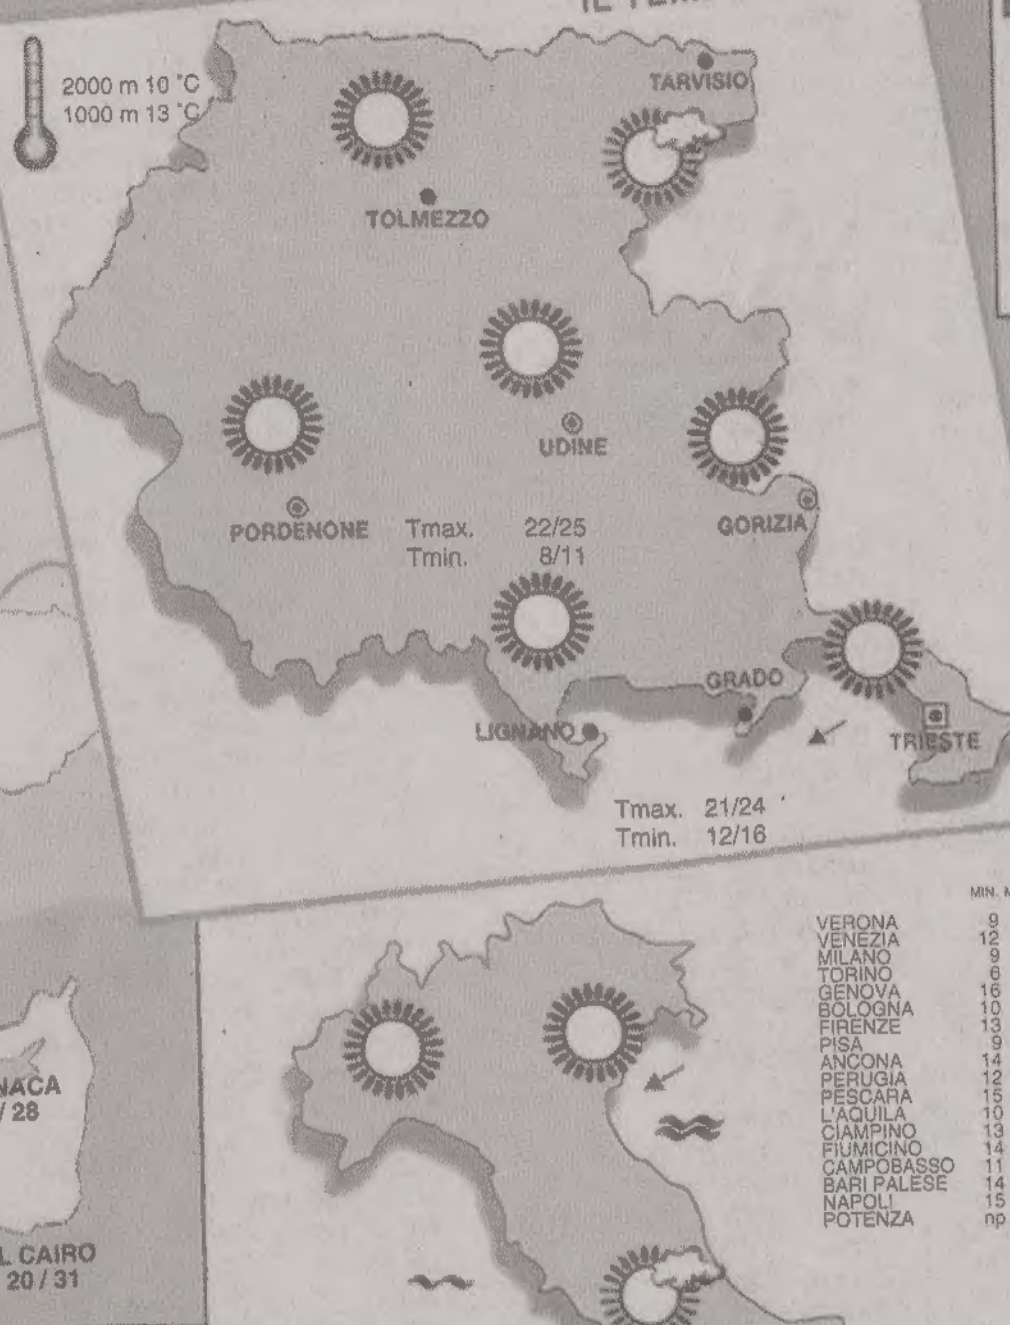 IL
2000 m 10 °C
1000 m 13 °C
TARVISIO
TOLMEZZO
UDINE
PORDENONE
GORIZIA
Tmax. 22/25
Tmin. 8/11
GRADO
LIGNANO
TRIESTE
Tmax. 21/24
Tmin. 12/16
MIN.
VERONA 9
VENEZIA 12
MILANO 9
TORINO 6
GENOVA 16
BOLOGNA 10
FIRENZE 13
PISA 9
ANCONA 14
PERUGIA 12
PESCARA 15
L'AQUILA 10
CIAMPINO 13
FIUMICINO 14
CAMPOBASSO 11
BARI PALESE 14
NAPOLI 15
POTENZA np
NACA
/ 28
L CAIRO
20 / 31